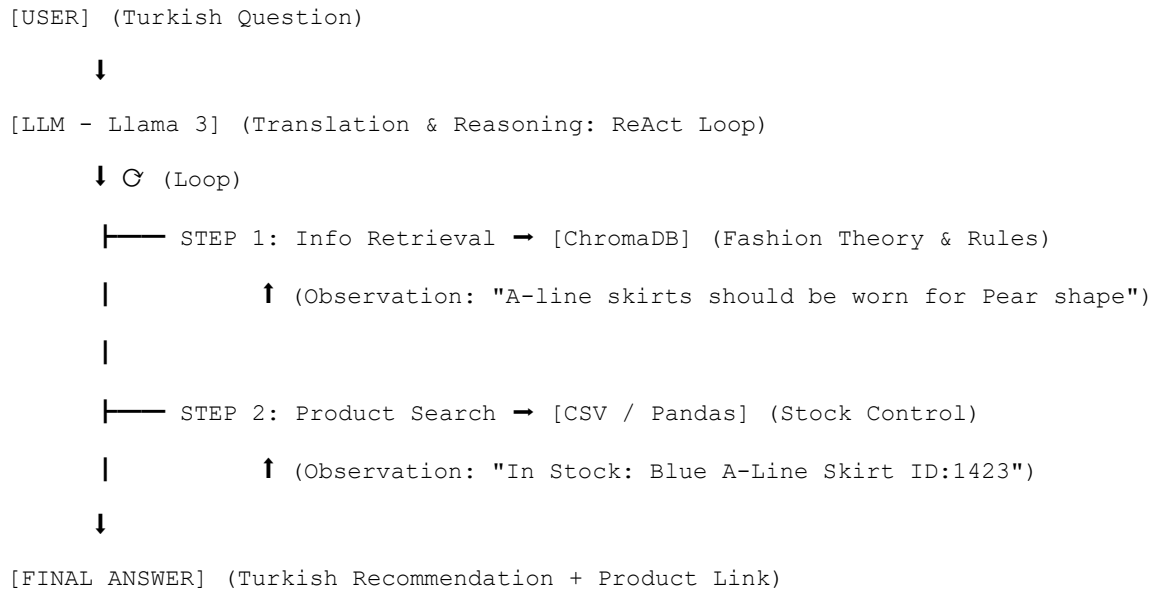 [USER] (Turkish Question)
⬇
[LLM - Llama 3] (Translation & Reasoning: ReAct Loop)
⬇ ⟳ (Loop)
├── STEP 1: Info Retrieval ➡ [ChromaDB] (Fashion Theory & Rules)
│ ⬆ (Observation: "A-line skirts should be worn for Pear shape")
│
├── STEP 2: Product Search ➡ [CSV / Pandas] (Stock Control)
│ ⬆ (Observation: "In Stock: Blue A-Line Skirt ID:1423")
⬇
[FINAL ANSWER] (Turkish Recommendation + Product Link)